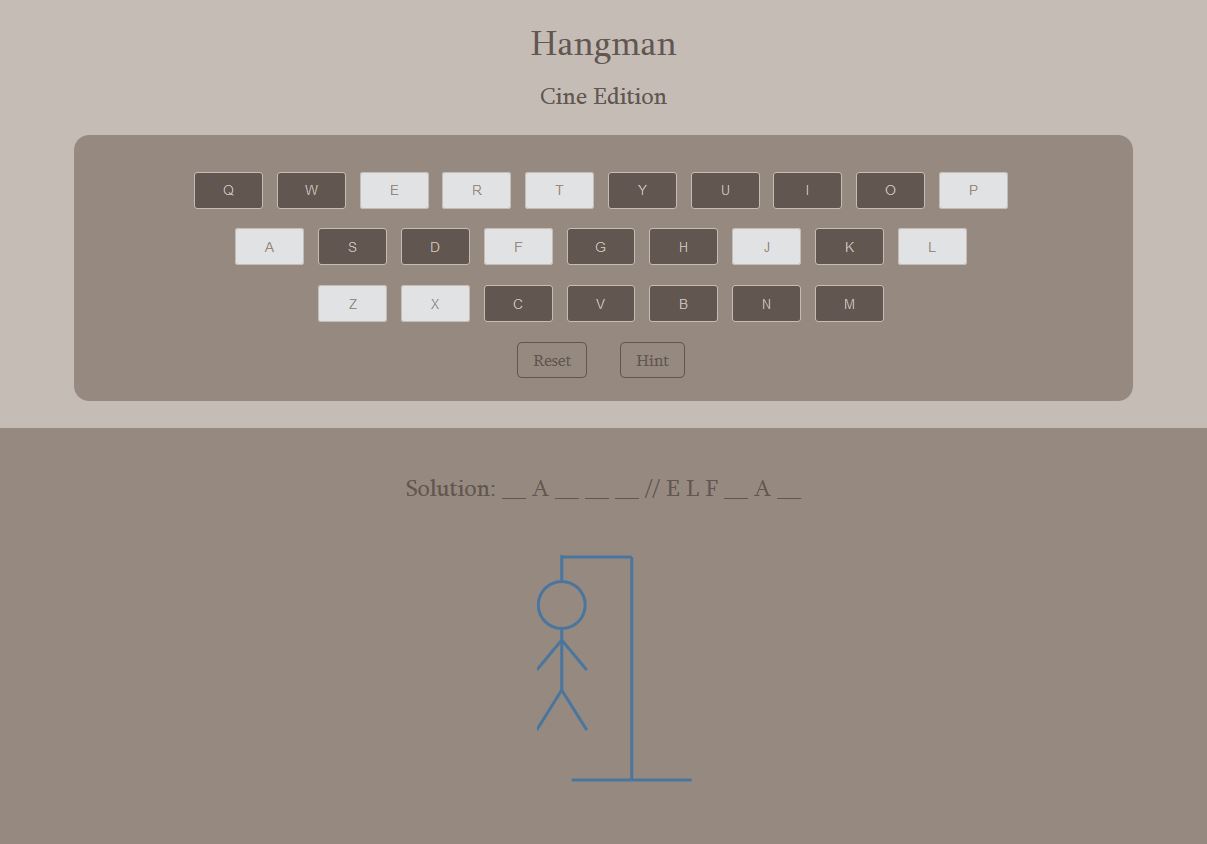 Hangman
Cine Edition
Q W E R T Y U I O P
A S D F G H J K L
Z X C V B N M
Reset Hint
Solution: __ A __ __ __ // E L F __ A __